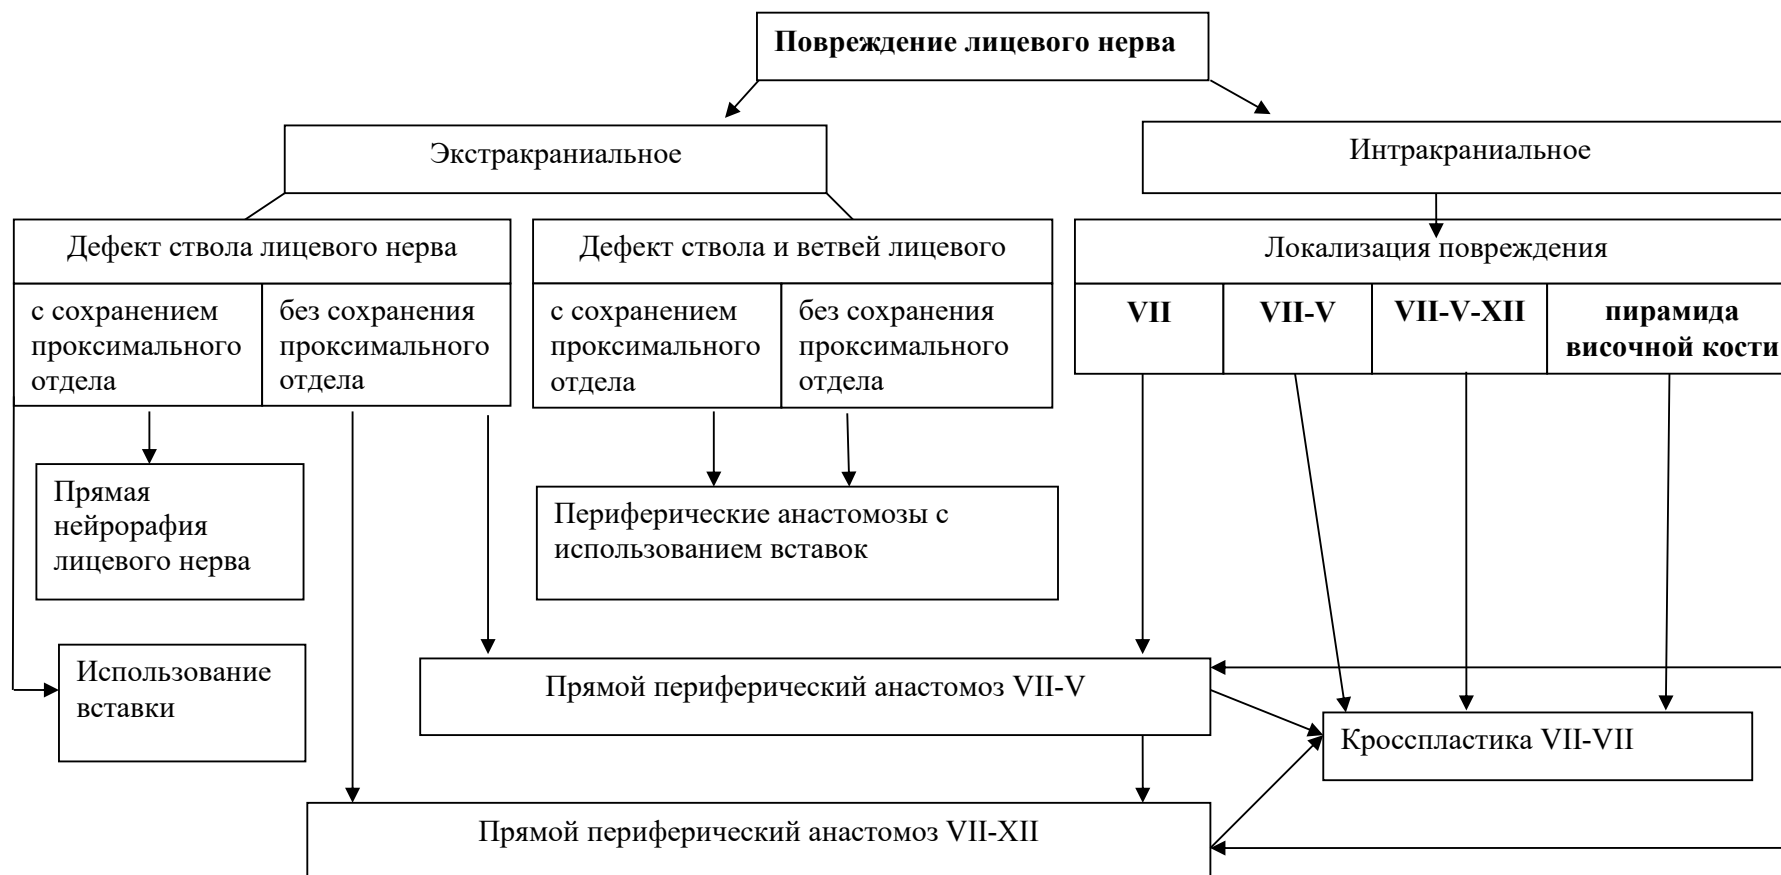 Повреждение лицевого нерва
Экстракраниальное
Интракраниальное
Дефект ствола лицевого нерва
Дефект ствола и ветвей лицевого
Локализация повреждения
с сохранением
проксимального
отдела
без сохранения
проксимального
отдела
с сохранением
проксимального
отдела
без сохранения
проксимального
отдела
VII
VII-V
VII-V-XII
пирамида
височной кости
Прямая
нейрорафия
лицевого нерва
Периферические анастомозы с
использованием вставок
Использование
вставки
Прямой периферический анастомоз VII-V
Кросспластика VII-VII
Прямой периферический анастомоз VII-XII